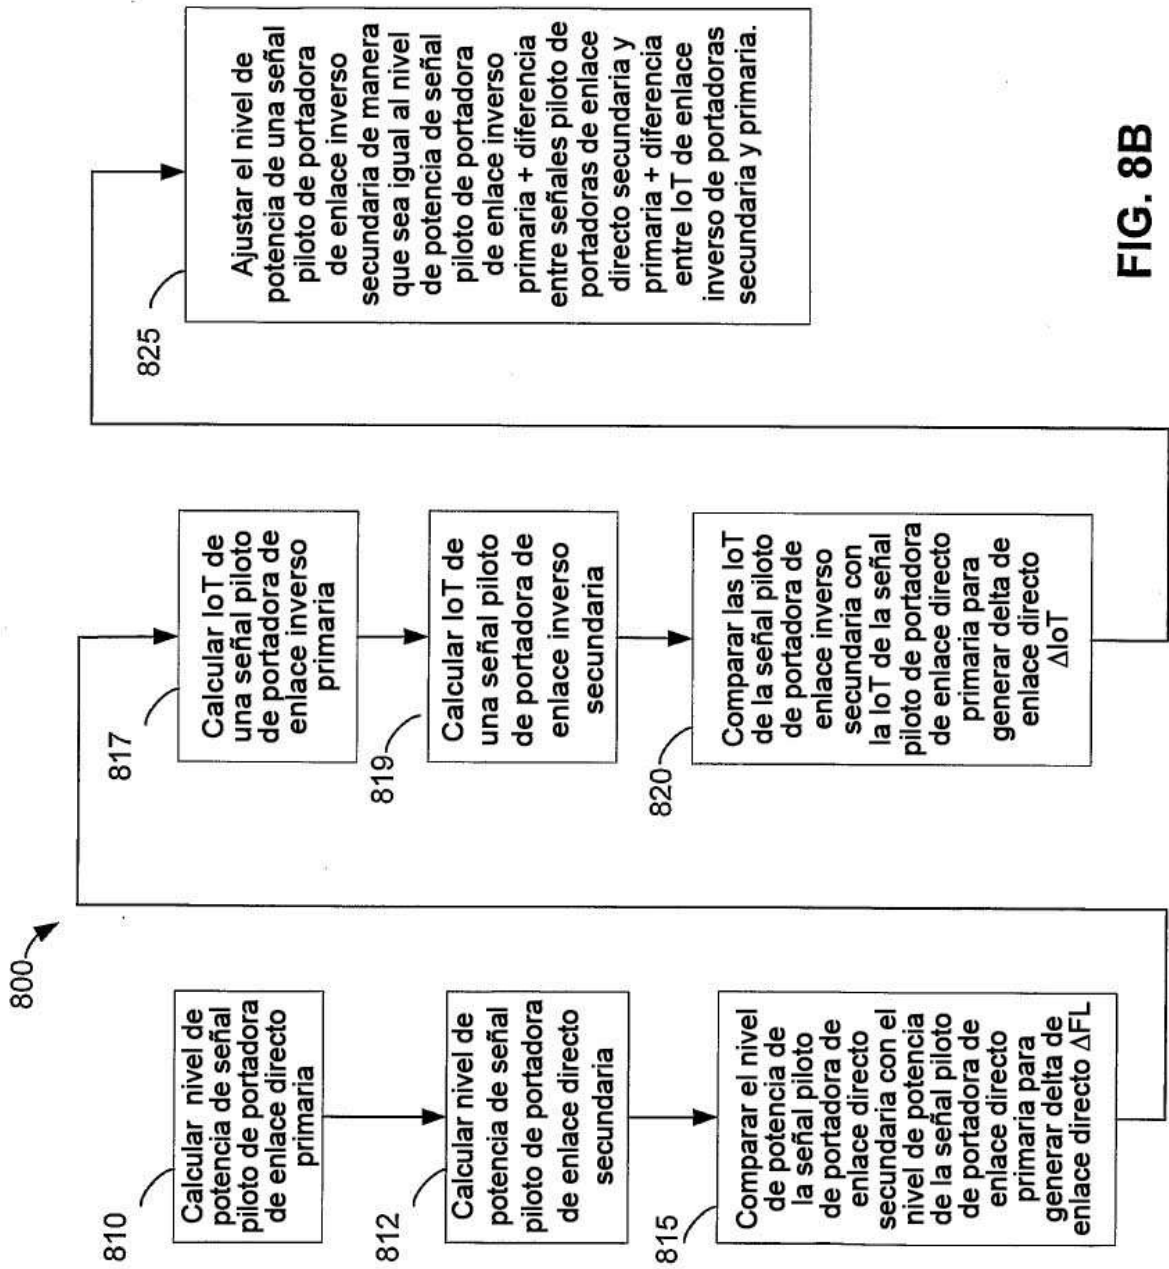 800
810
Calcular nivel de
potencia de señal
piloto de portadora
de enlace directo
primaria
812
Calcular nivel de
potencia de señal
piloto de portadora
de enlace directo
secundaria
815
Comparar el nivel
de potencia de
la señal piloto
de portadora de
enlace directo
secundaria con el
nivel de potencia
de la señal piloto
de portadora de
enlace directo
primaria para
generar delta de
enlace directo ΔFL
817
Calcular IoT de
una señal piloto
de portadora de
enlace inverso
primaria
819
Calcular IoT de
una señal piloto
de portadora de
enlace inverso
secundaria
820
Comparar las IoT
de la señal piloto
de portadora de
enlace inverso
secundaria con
la IoT de la señal
piloto de portadora
de enlace directo
primaria para
generar delta de
enlace directo
ΔIoT
825
Ajustar el nivel de
potencia de una señal
piloto de portadora
de enlace inverso
secundaria de manera
que sea igual al nivel
de potencia de señal
piloto de portadora
de enlace inverso
primaria + diferencia
entre señales piloto de
portadoras de enlace
directo secundaria y
primaria + diferencia
entre IoT de enlace
inverso de portadoras
secundaria y primaria.
FIG. 8B